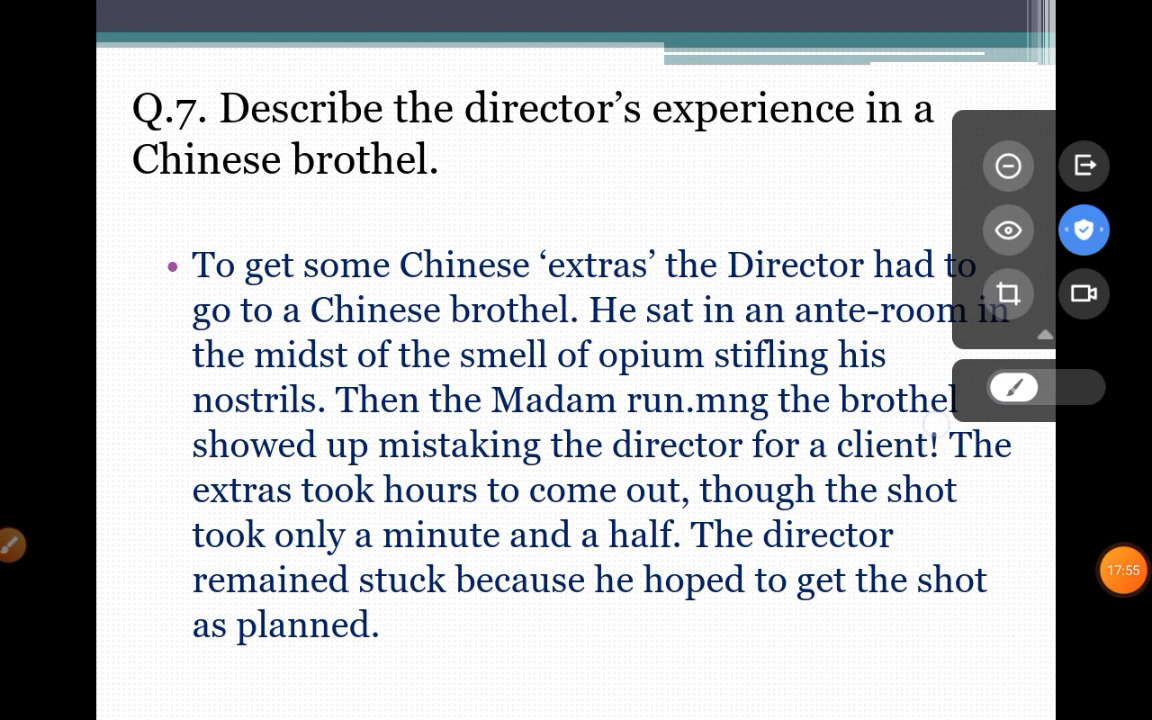 Q.7. Describe the director’s experience in a
Chinese brothel.
• To get some Chinese ‘extras’ the Director had to
go to a Chinese brothel. He sat in an ante-room in
the midst of the smell of opium stifling his
nostrils. Then the Madam run.mng the brothel
showed up mistaking the director for a client! The
extras took hours to come out, though the shot
took only a minute and a half. The director
remained stuck because he hoped to get the shot
as planned.
17:55